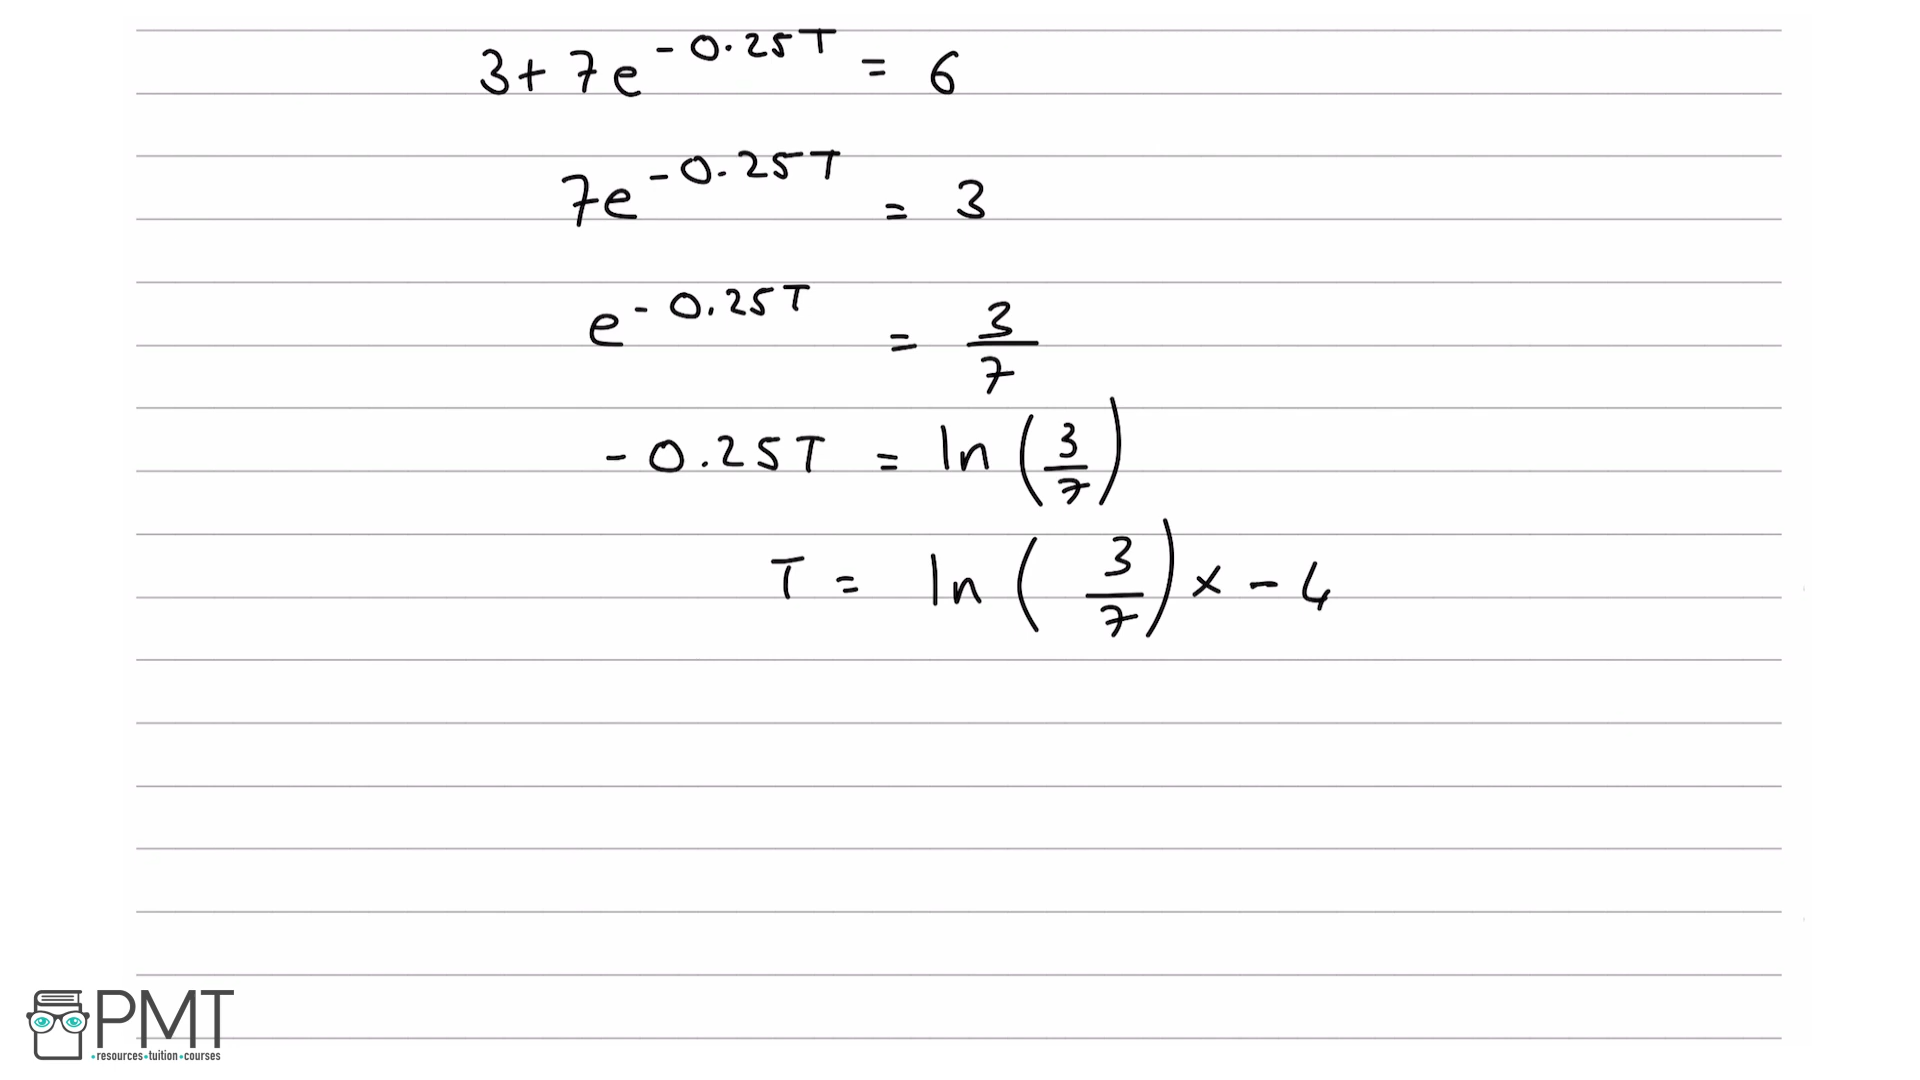 3 + 7e^{-0.25T} = 6
7e^{-0.25T} = 3
e^{-0.25T} = 3/7
-0.25T = ln(3/7)
T = ln(3/7) x -4
PMT
•resources•tuition•courses